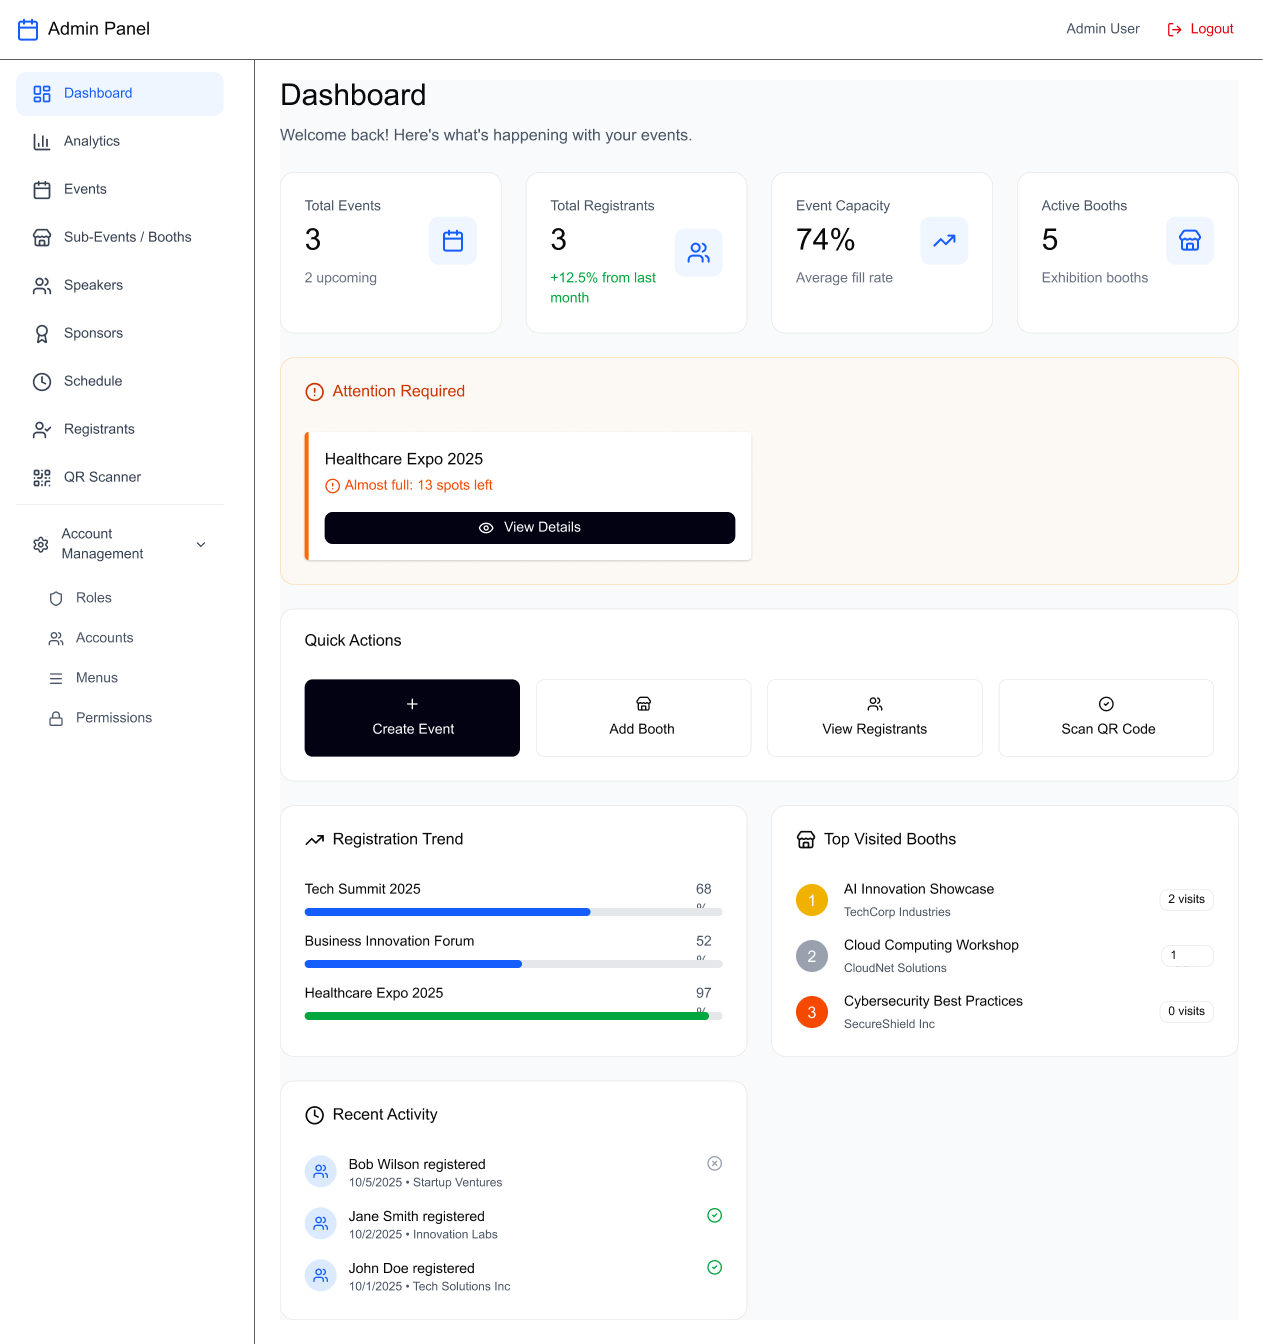 Admin Panel
Admin User
Logout
Dashboard
Analytics
Events
Sub-Events / Booths
Speakers
Sponsors
Schedule
Registrants
QR Scanner
Account
Management
Roles
Accounts
Menus
Permissions
Dashboard
Welcome back! Here's what's happening with your events.
Total Events
3
2 upcoming
Total Registrants
3
+12.5% from last
month
Event Capacity
74%
Average fill rate
Active Booths
5
Exhibition booths
Attention Required
Healthcare Expo 2025
Almost full: 13 spots left
View Details
Quick Actions
Create Event
Add Booth
View Registrants
Scan QR Code
Registration Trend
Tech Summit 2025
68
%
Business Innovation Forum
52
%
Healthcare Expo 2025
97
%
Top Visited Booths
1
AI Innovation Showcase
TechCorp Industries
2 visits
2
Cloud Computing Workshop
CloudNet Solutions
1
3
Cybersecurity Best Practices
SecureShield Inc
0 visits
Recent Activity
Bob Wilson registered
10/5/2025 • Startup Ventures
Jane Smith registered
10/2/2025 • Innovation Labs
John Doe registered
10/1/2025 • Tech Solutions Inc